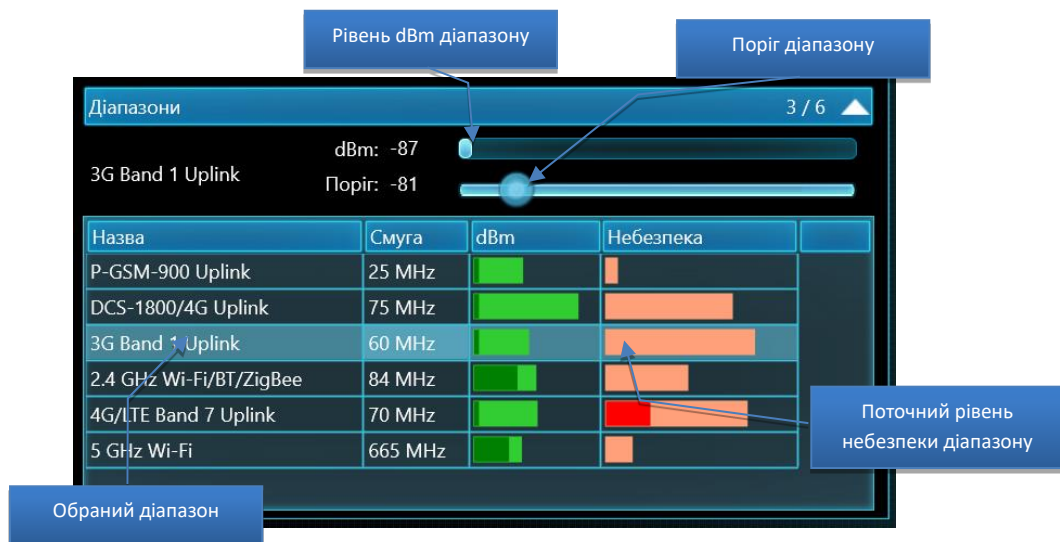 Рівень dBm діапазону
Поріг діапазону
Діапазони 3 / 6
dBm: -87
3G Band 1 Uplink
Поріг: -81
Назва Смуга dBm Небезпека
P-GSM-900 Uplink 25 MHz
DCS-1800/4G Uplink 75 MHz
3G Band 1 Uplink 60 MHz
2.4 GHz Wi-Fi/BT/ZigBee 84 MHz
4G/LTE Band 7 Uplink 70 MHz
5 GHz Wi-Fi 665 MHz
Поточний рівень
небезпеки діапазону
Обраний діапазон